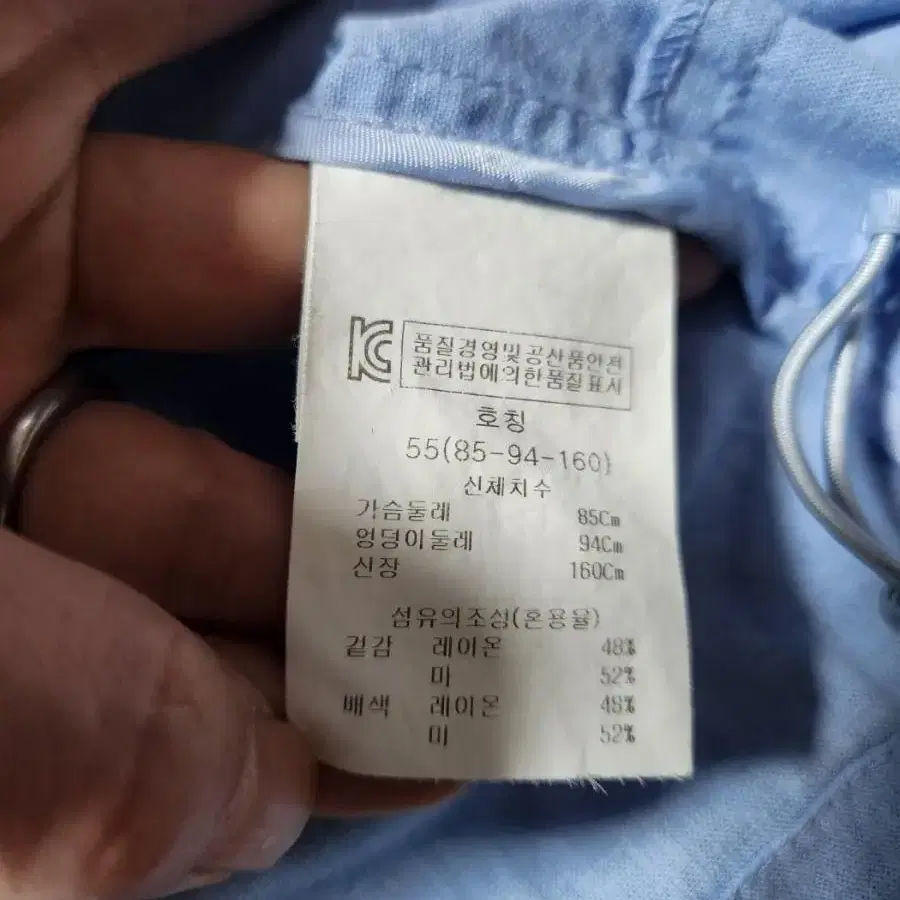 KC 품질경영및공산품안전
관리법에의한품질표시
호칭
55(85-94-160)
신체치수
가슴둘레 85Cm
엉덩이둘레 94Cm
신장 160Cm
섬유의조성(혼용율)
겉감 레이온 48%
마 52%
배색 레이온 48%
마 52%